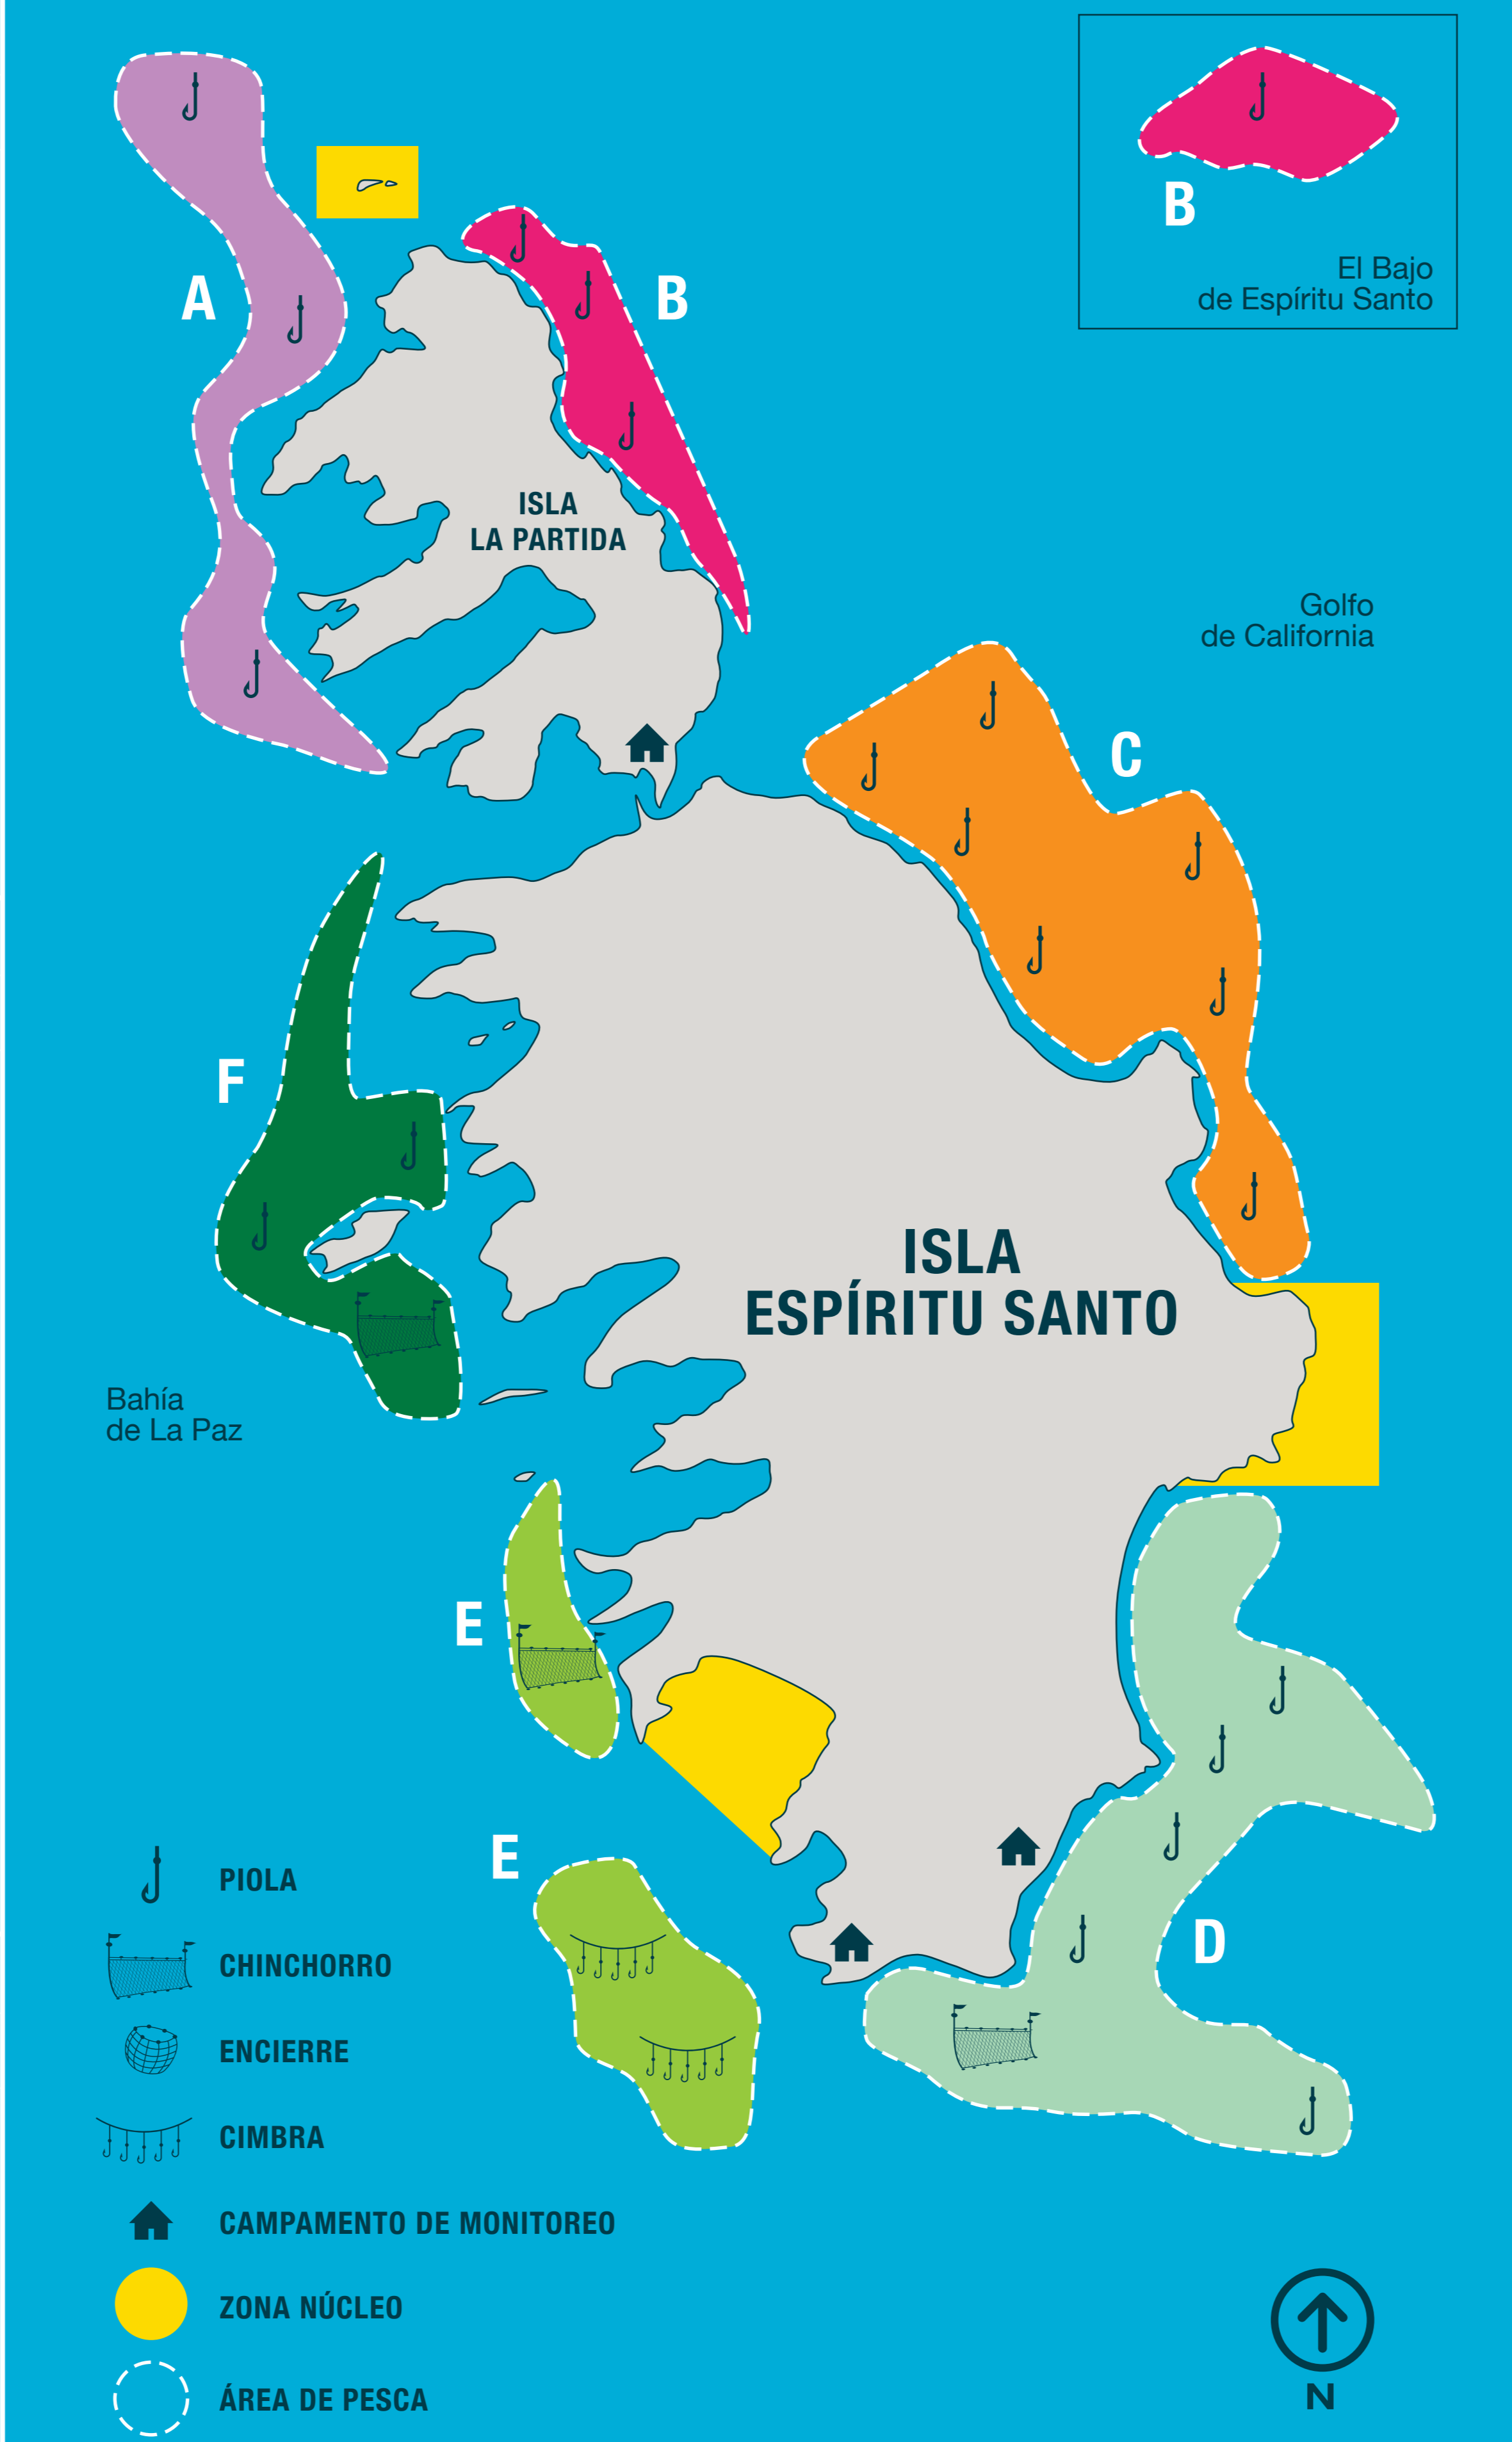 B
El Bajo
de Espíritu Santo
A
B
ISLA
LA PARTIDA
Golfo
de California
C
F
ISLA
ESPÍRITU SANTO
Bahía
de La Paz
E
E
D
PIOLA
CHINCHORRO
ENCIERRE
CIMBRA
CAMPAMENTO DE MONITOREO
ZONA NÚCLEO
ÁREA DE PESCA
N